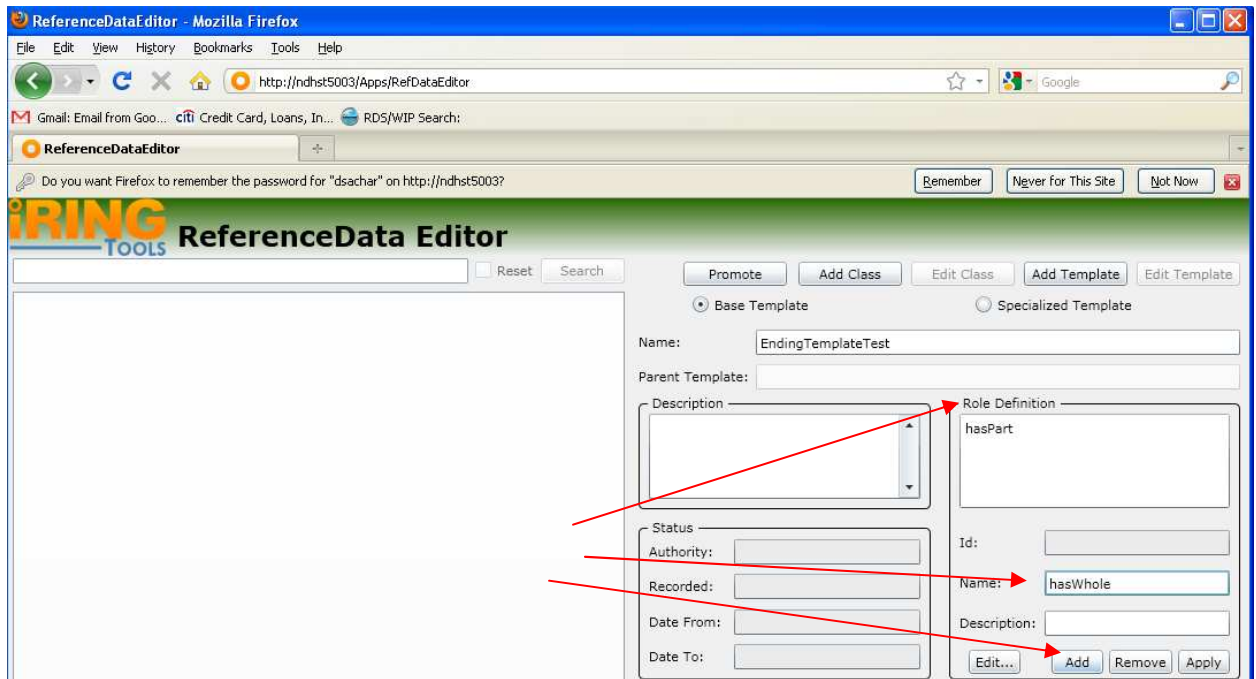 ReferenceDataEditor - Mozilla Firefox
File Edit View History Bookmarks Tools Help
http://ndhst5003/Apps/RefDataEditor Google
Gmail: Email from Goo... citi Credit Card, Loans, In... RDS/WIP Search:
ReferenceDataEditor
Do you want Firefox to remember the password for "dsachar" on http://ndhst5003? Remember Never for This Site Not Now
iRING TOOLS ReferenceData Editor
Reset Search Promote Add Class Edit Class Add Template Edit Template
Base Template Specialized Template
Name: EndingTemplateTest
Parent Template:
Description
Role Definition
hasPart
Status
Authority:
Recorded:
Date From:
Date To:
Id:
Name: hasWhole
Description:
Edit... Add Remove Apply